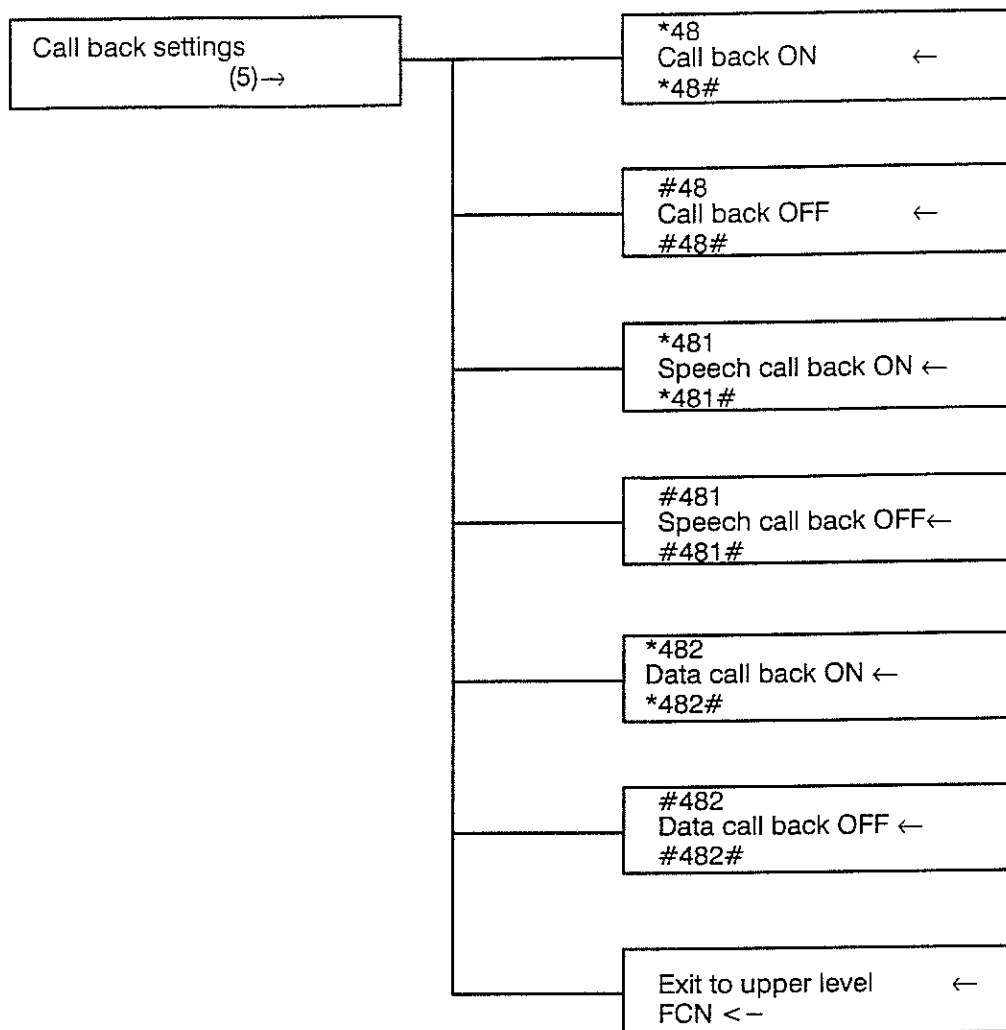 Call back settings
(5)→
*48
Call back ON ←
*48#
#48
Call back OFF ←
#48#
*481
Speech call back ON ←
*481#
#481
Speech call back OFF←
#481#
*482
Data call back ON ←
*482#
#482
Data call back OFF ←
#482#
Exit to upper level ←
FCN <–